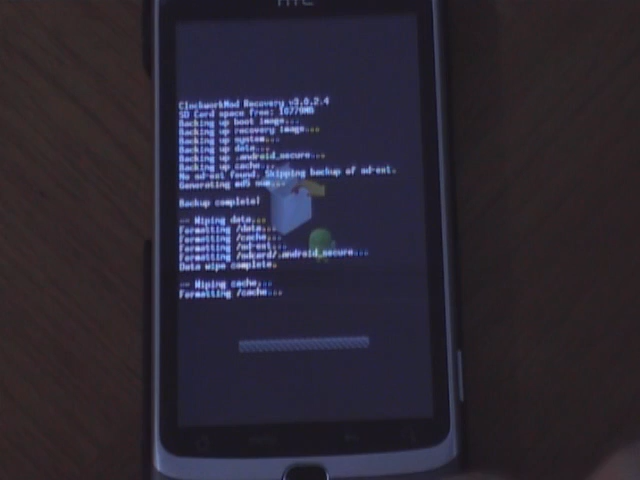 HTC
ClockworkMod Recovery v3.0.2.4
SD Card space free: 16779MB
Backing up boot image...
Backing up recovery image...
Backing up system...
Backing up data...
Backing up .android_secure...
Backing up cache...
No sd-ext found. Skipping backup of sd-ext.
Generating md5 sum...
Backup complete!
-- Wiping data...
Formatting /data...
Formatting /cache...
Formatting /sd-ext...
Formatting /sdcard/.android_secure...
Data wipe complete.
-- Wiping cache...
Formatting /cache...